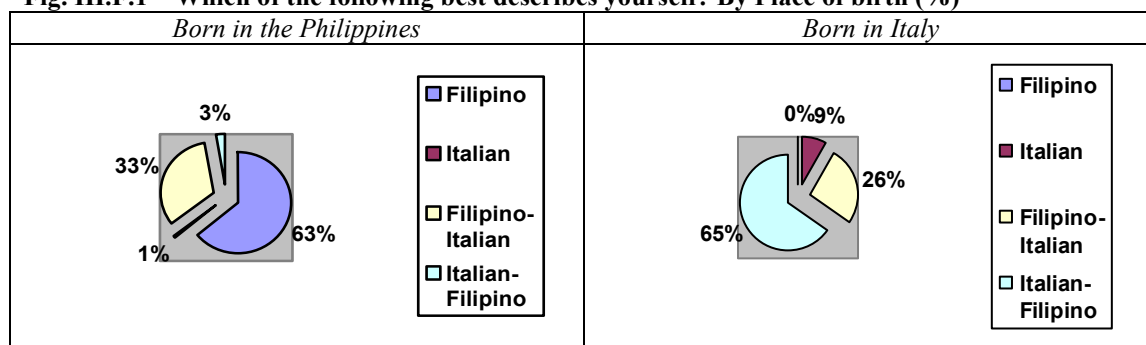 Fig. III.F.1 Which of the following best describes yourself? By Place of birth (%)
Born in the Philippines
Born in Italy
3%
33%
1%
63%
Filipino
Italian
Filipino-
Italian
Italian-
Filipino
0% 9%
26%
65%
Filipino
Italian
Filipino-
Italian
Italian-
Filipino